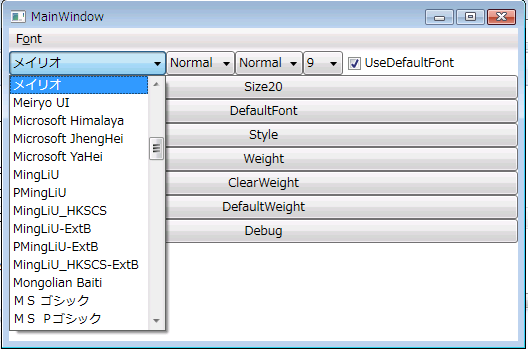 MainWindow
Font
メイリオ Normal Normal 9 UseDefaultFont
メイリオ
Meiryo UI
Microsoft Himalaya
Microsoft JhengHei
Microsoft YaHei
MingLiU
PMingLiU
MingLiU_HKSCS
MingLiU-ExtB
PMingLiU-ExtB
MingLiU_HKSCS-ExtB
Mongolian Baiti
ＭＳ ゴシック
ＭＳ Ｐゴシック
Size20
DefaultFont
Style
Weight
ClearWeight
DefaultWeight
Debug